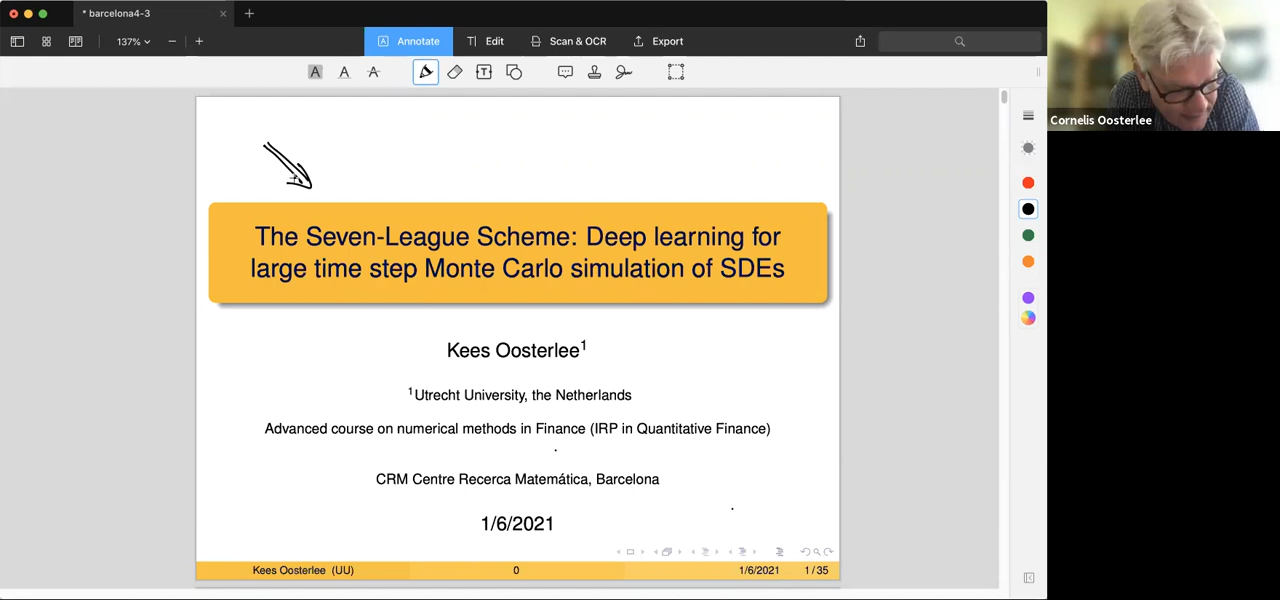 * barcelona4-3
137%
Annotate
Edit
Scan & OCR
Export
Cornelis Oosterlee
The Seven-League Scheme: Deep learning for
large time step Monte Carlo simulation of SDEs
Kees Oosterlee1
1Utrecht University, the Netherlands
Advanced course on numerical methods in Finance (IRP in Quantitative Finance)
CRM Centre Recerca Matemática, Barcelona
1/6/2021
Kees Oosterlee (UU) 0 1/6/2021 1 / 35